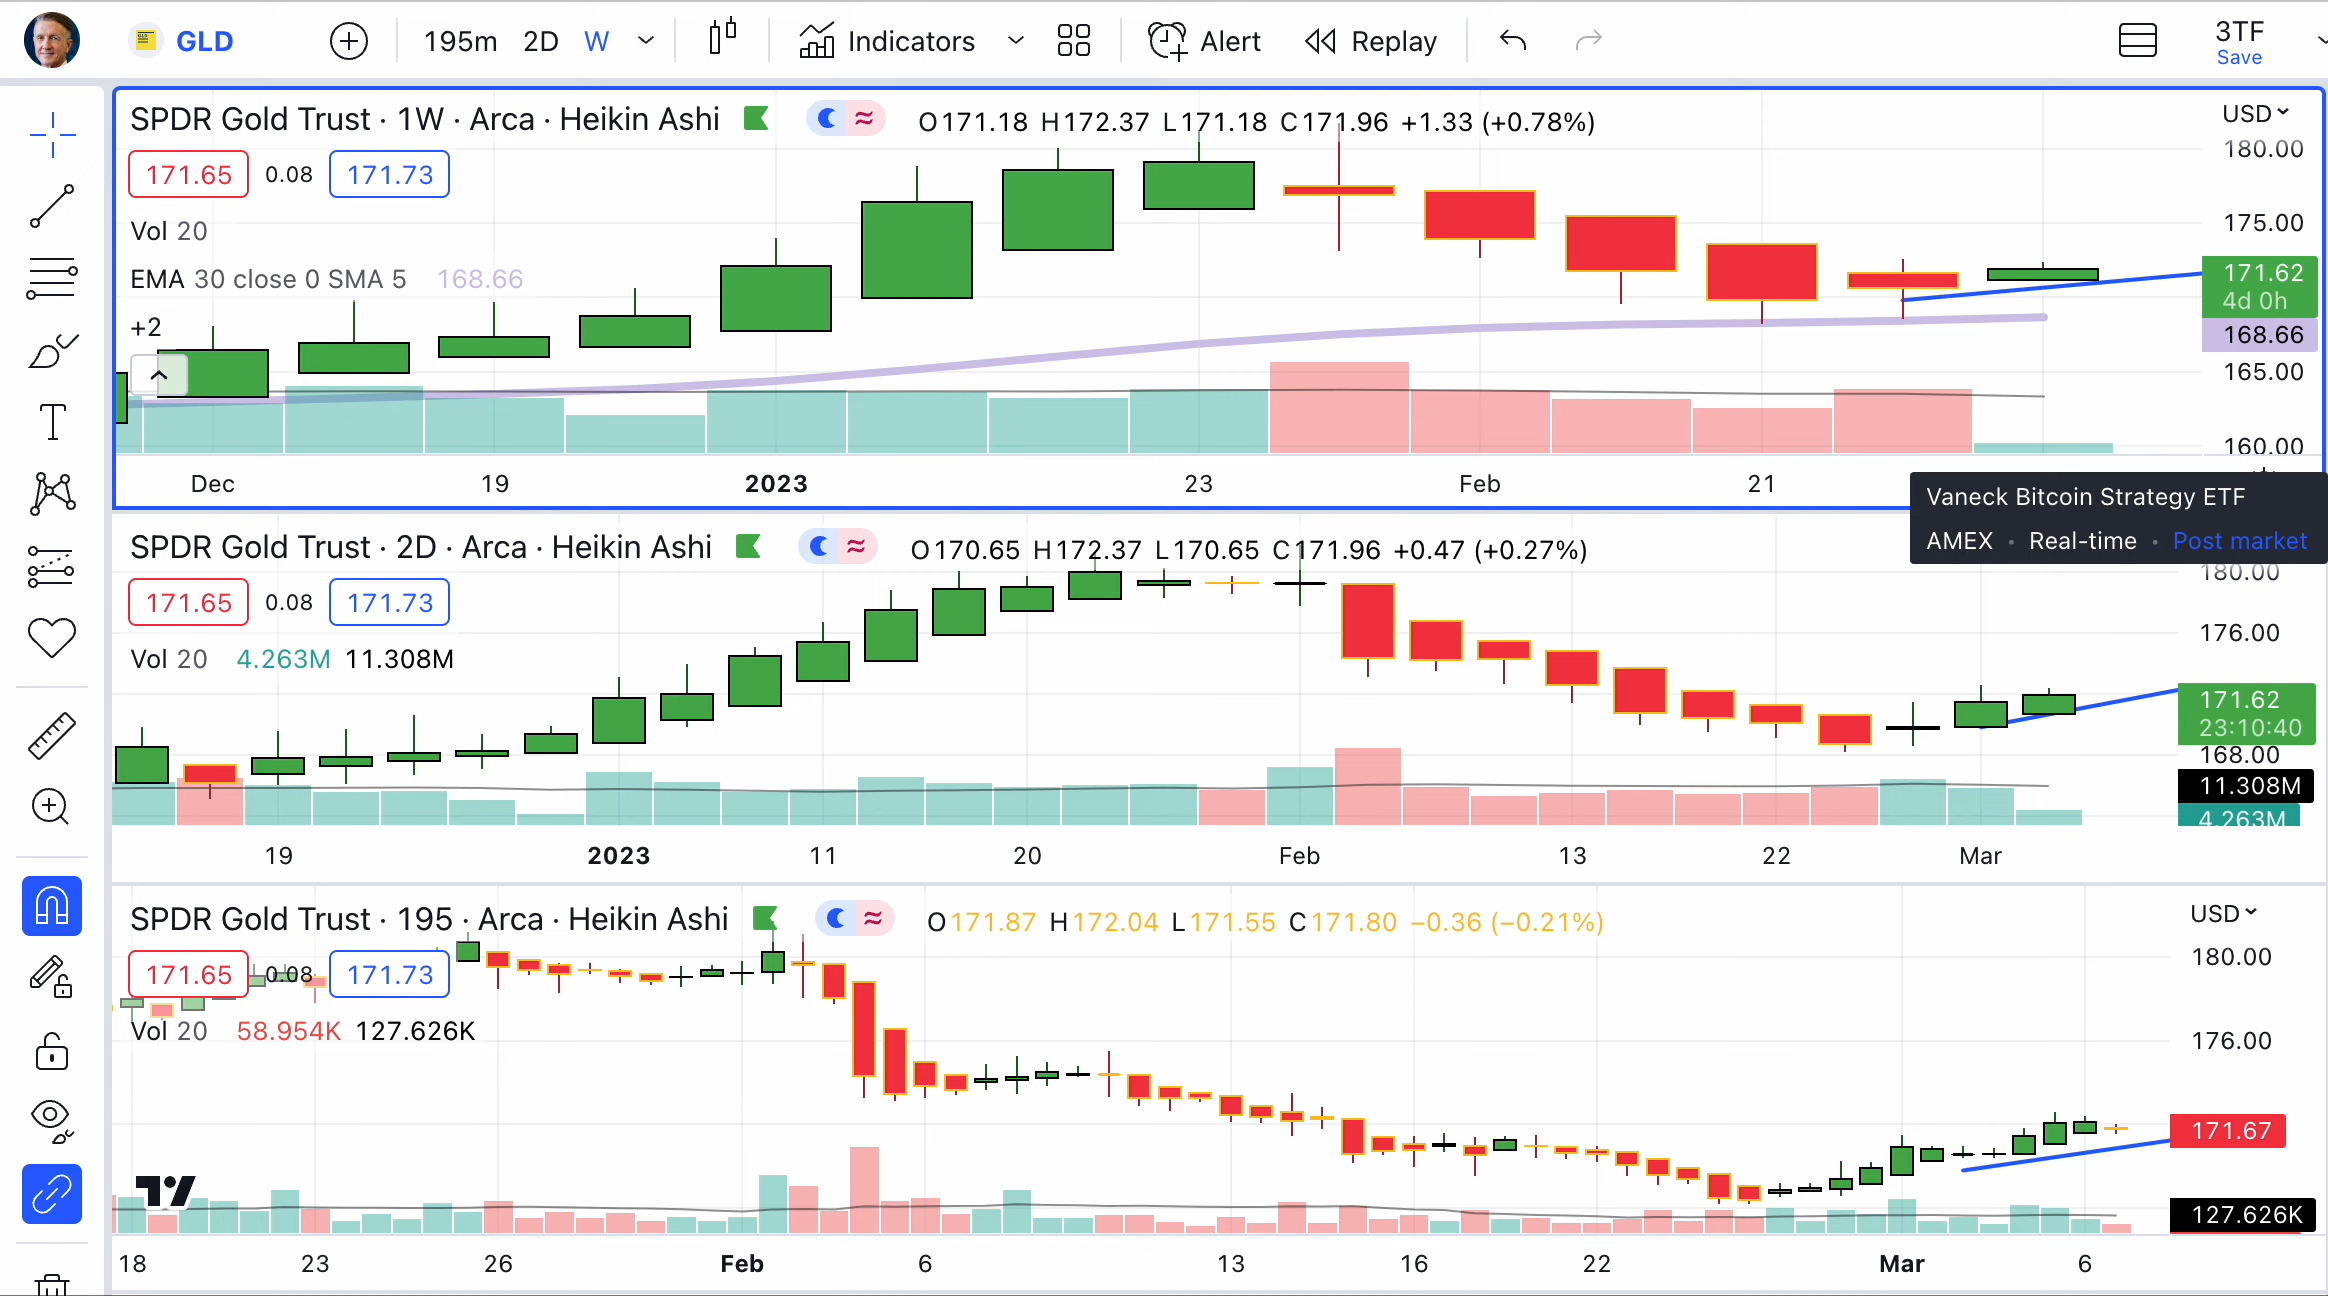 GLD 195m 2D W Indicators Alert Replay 3TF
Save
SPDR Gold Trust · 1W · Arca · Heikin Ashi O171.18 H172.37 L171.18 C171.96 +1.33 (+0.78%) USD
180.00
171.65 0.08 171.73
175.00
Vol 20
EMA 30 close 0 SMA 5 168.66
171.62
4d 0h
+2
168.66
165.00
160.00
Dec 19 2023 23 Feb 21
Vaneck Bitcoin Strategy ETF
AMEX · Real-time · Post market
SPDR Gold Trust · 2D · Arca · Heikin Ashi O170.65 H172.37 L170.65 C171.96 +0.47 (+0.27%)
180.00
171.65 0.08 171.73
176.00
Vol 20 4.263M 11.308M
171.62
23:10:40
168.00
11.308M
4.263M
19 2023 11 20 Feb 13 22 Mar
SPDR Gold Trust · 195 · Arca · Heikin Ashi O171.87 H172.04 L171.55 C171.80 −0.36 (−0.21%) USD
180.00
171.65 0.08 171.73
Vol 20 58.954K 127.626K
176.00
171.67
127.626K
18 23 26 Feb 6 13 16 22 Mar 6